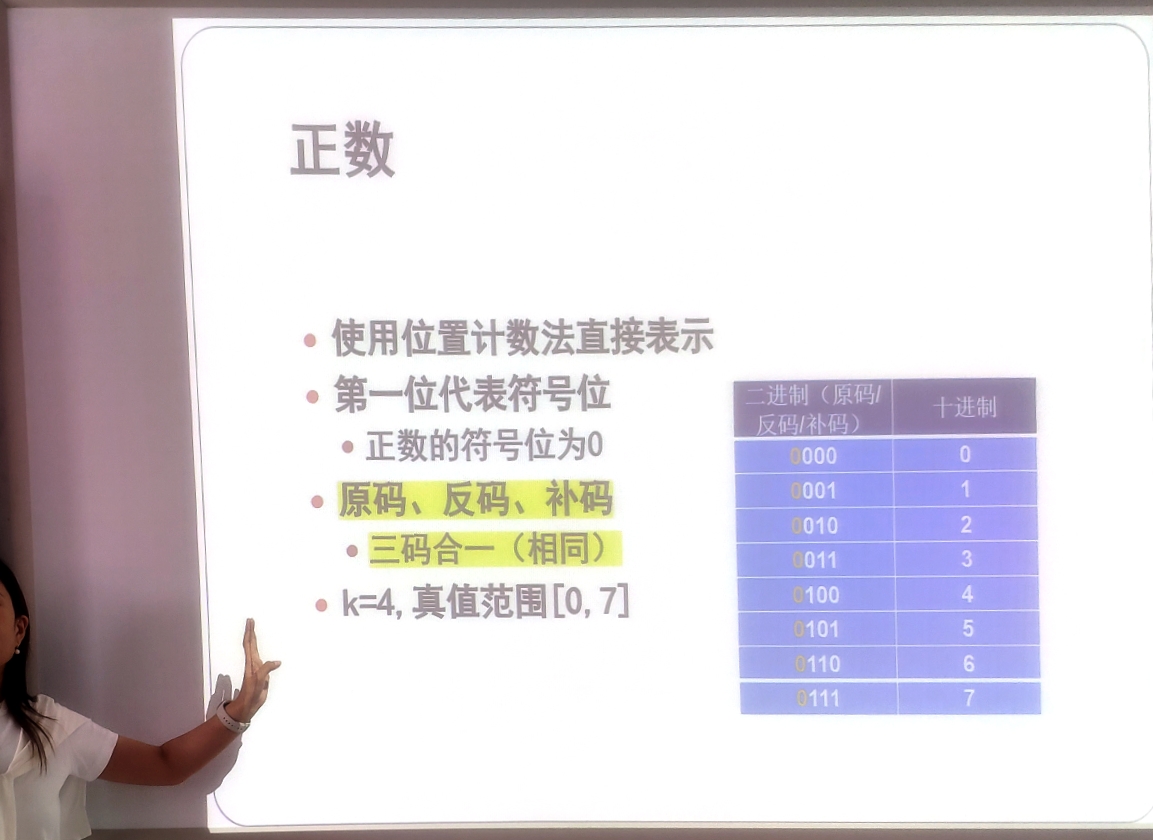 正数
使用位置计数法直接表示
第一位代表符号位
正数的符号位为0
原码、反码、补码
三码合一（相同）
k=4,真值范围[0,7]
二进制（原码/
反码/补码） 十进制
0000 0
0001 1
0010 2
0011 3
0100 4
0101 5
0110 6
0111 7